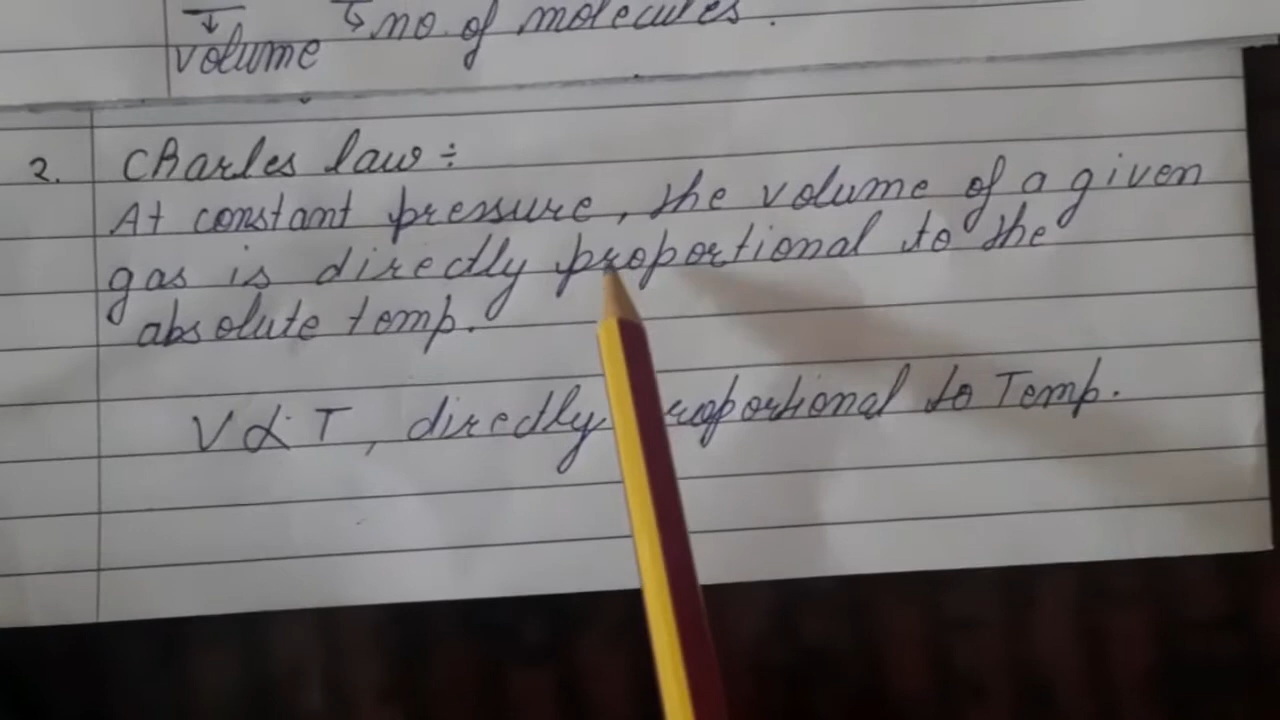 volume ↳ no. of molecules.
2. Charles law ÷
At constant pressure, the volume of a given
gas is directly proportional to the
absolute temp.
V ∝ T, directly roportional to Temp.